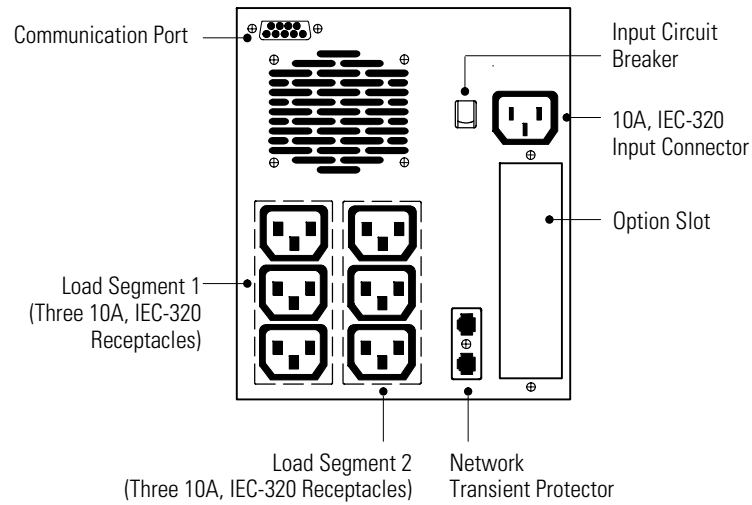 Communication Port
Input Circuit
Breaker
10A, IEC-320
Input Connector
Option Slot
Load Segment 1
(Three 10A, IEC-320
Receptacles)
Load Segment 2
(Three 10A, IEC-320 Receptacles)
Network
Transient Protector